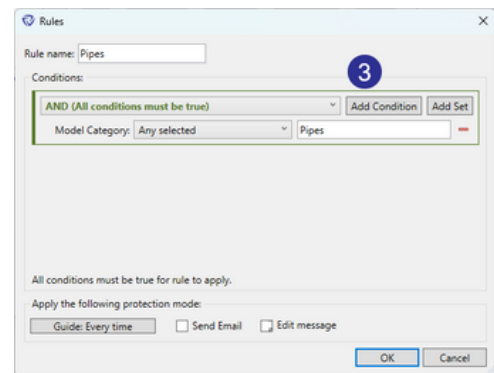 Rules
Rule name: Pipes
Conditions:
3
AND (All conditions must be true) Add Condition Add Set
Model Category: Any selected Pipes
All conditions must be true for rule to apply.
Apply the following protection mode:
Guide: Every time Send Email Edit message
OK Cancel